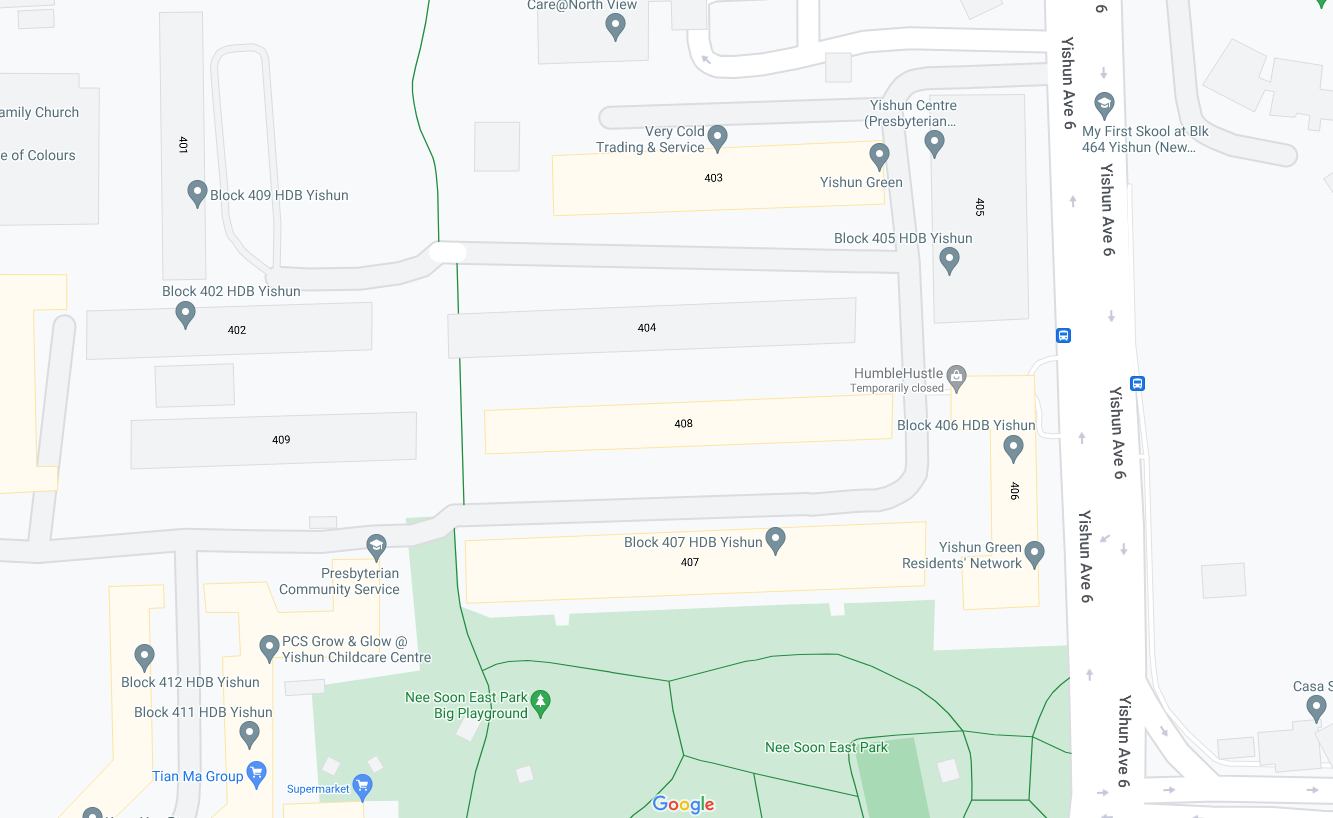 Care@North View
6
Yishun Ave 6
amily Church
e of Colours
401
Block 409 HDB Yishun
Very Cold
Trading & Service
403
Yishun Green
Yishun Centre
(Presbyterian...
405
Block 405 HDB Yishun
My First Skool at Blk
464 Yishun (New...
Yishun Ave 6
Block 402 HDB Yishun
402
404
HumbleHustle
Temporarily closed
Yishun Ave 6
409
408
Block 406 HDB Yishun
406
Block 407 HDB Yishun
407
Yishun Green
Residents' Network
Yishun Ave 6
Presbyterian
Community Service
PCS Grow & Glow @
Yishun Childcare Centre
Block 412 HDB Yishun
Block 411 HDB Yishun
Nee Soon East Park
Big Playground
Nee Soon East Park
Casa S
Yishun Ave 6
Tian Ma Group
Supermarket
Google